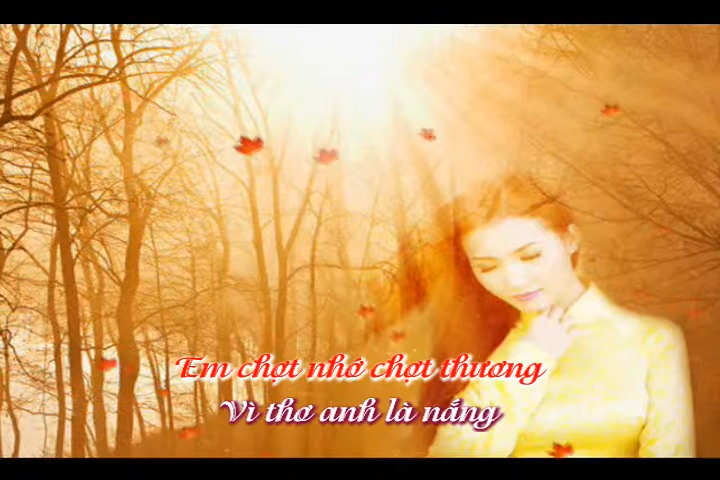 Em chợt nhớ chợt thương
Vì thơ anh là nắng